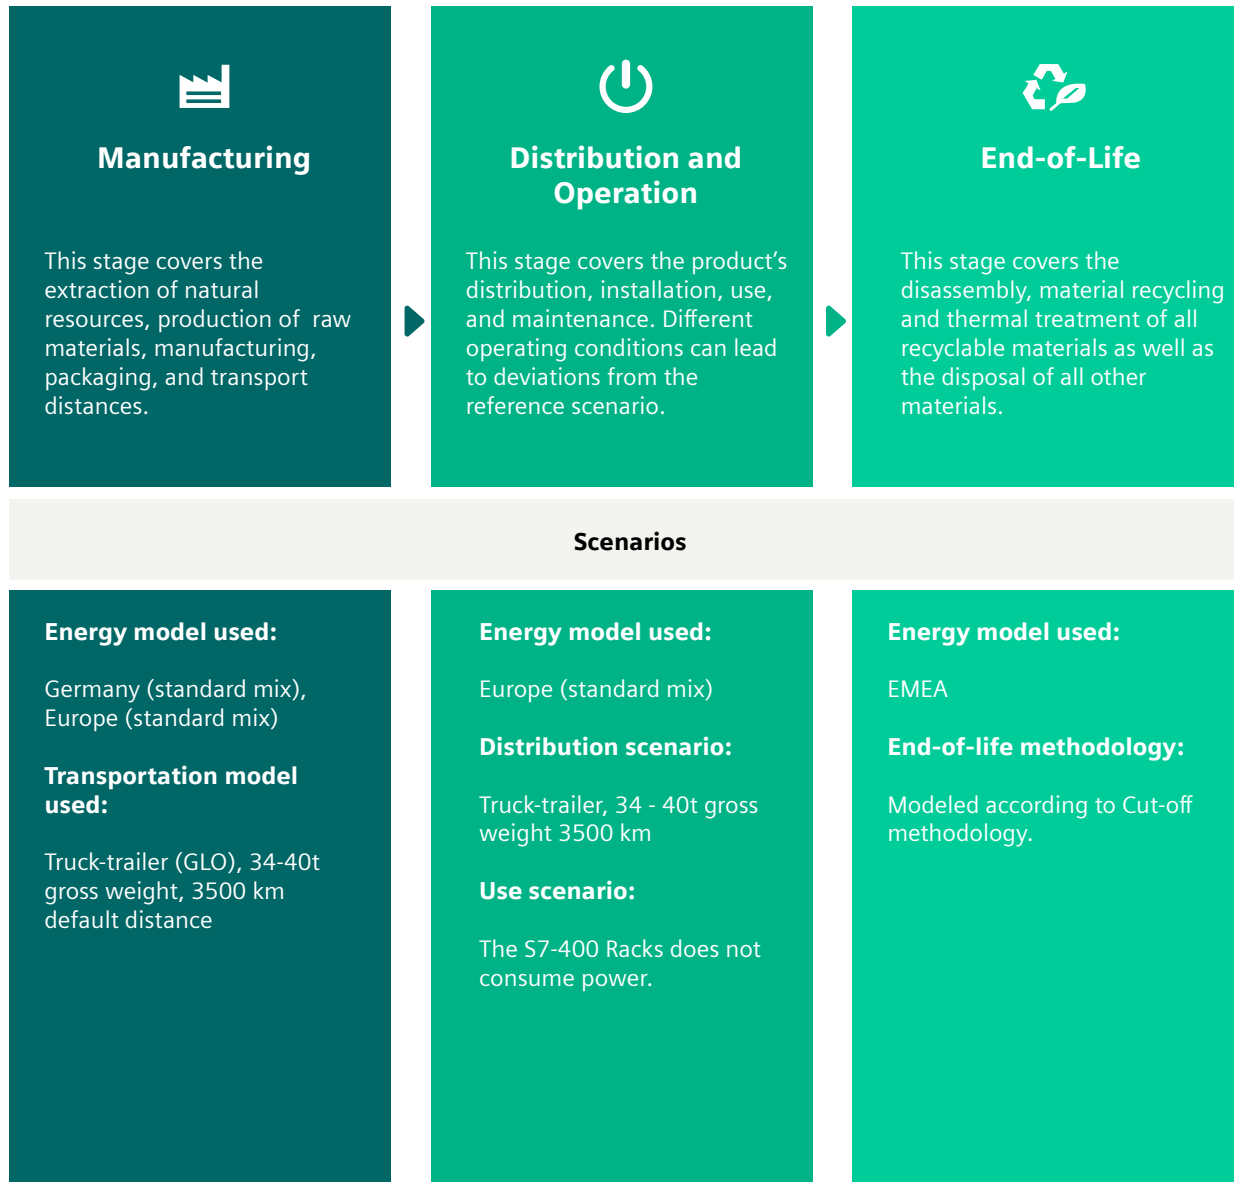 Manufacturing
This stage covers the
extraction of natural
resources, production of  raw
materials, manufacturing,
packaging, and transport
distances.
Distribution and
Operation
This stage covers the product’s
distribution, installation, use,
and maintenance. Different
operating conditions can lead
to deviations from the
reference scenario.
End-of-Life
This stage covers the
disassembly, material recycling
and thermal treatment of all
recyclable materials as well as
the disposal of all other
materials.
Scenarios
Energy model used:
Germany (standard mix),
Europe (standard mix)
Transportation model
used:
Truck-trailer (GLO), 34-40t
gross weight, 3500 km
default distance
Energy model used:
Europe (standard mix)
Distribution scenario:
Truck-trailer, 34 - 40t gross
weight 3500 km
Use scenario:
The S7-400 Racks does not
consume power.
Energy model used:
EMEA
End-of-life methodology:
Modeled according to Cut-off
methodology.